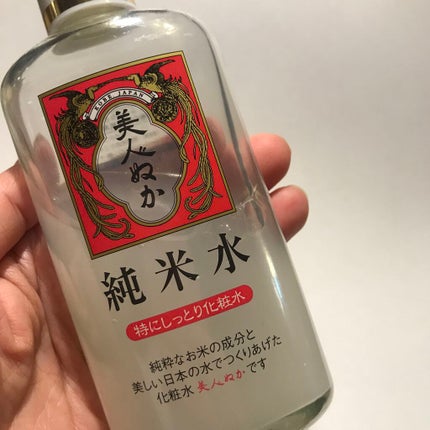 KOBE, JAPAN
美人ぬか
純米水
特にしっとり化粧水
純粋なお米の成分と
美しい日本の水でつくりあげた
化粧水美人ぬかです